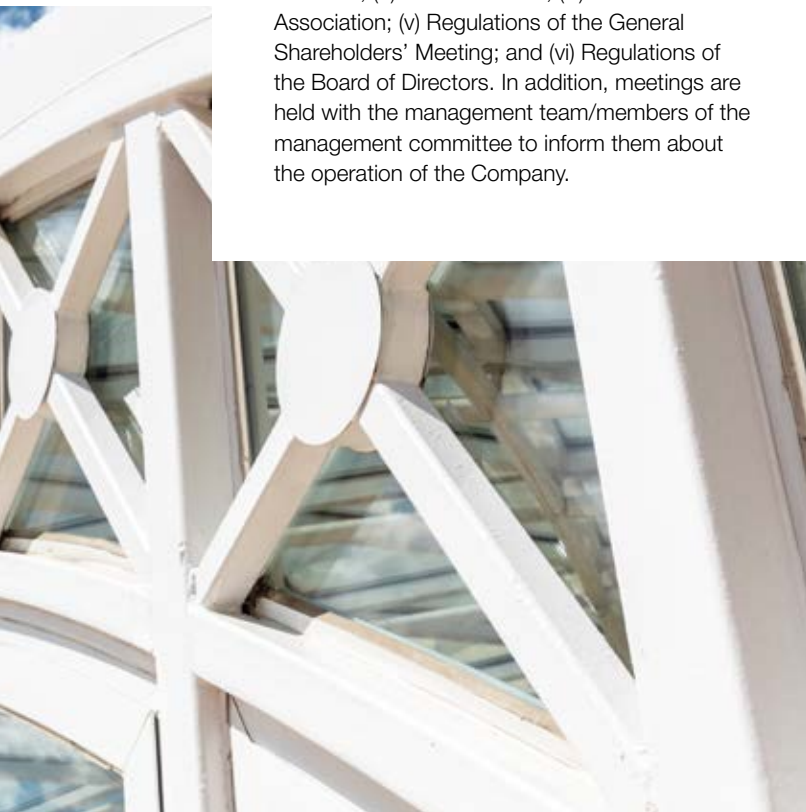 Association; (v) Regulations of the General
Shareholders’ Meeting; and (vi) Regulations of
the Board of Directors. In addition, meetings are
held with the management team/members of the
management committee to inform them about
the operation of the Company.